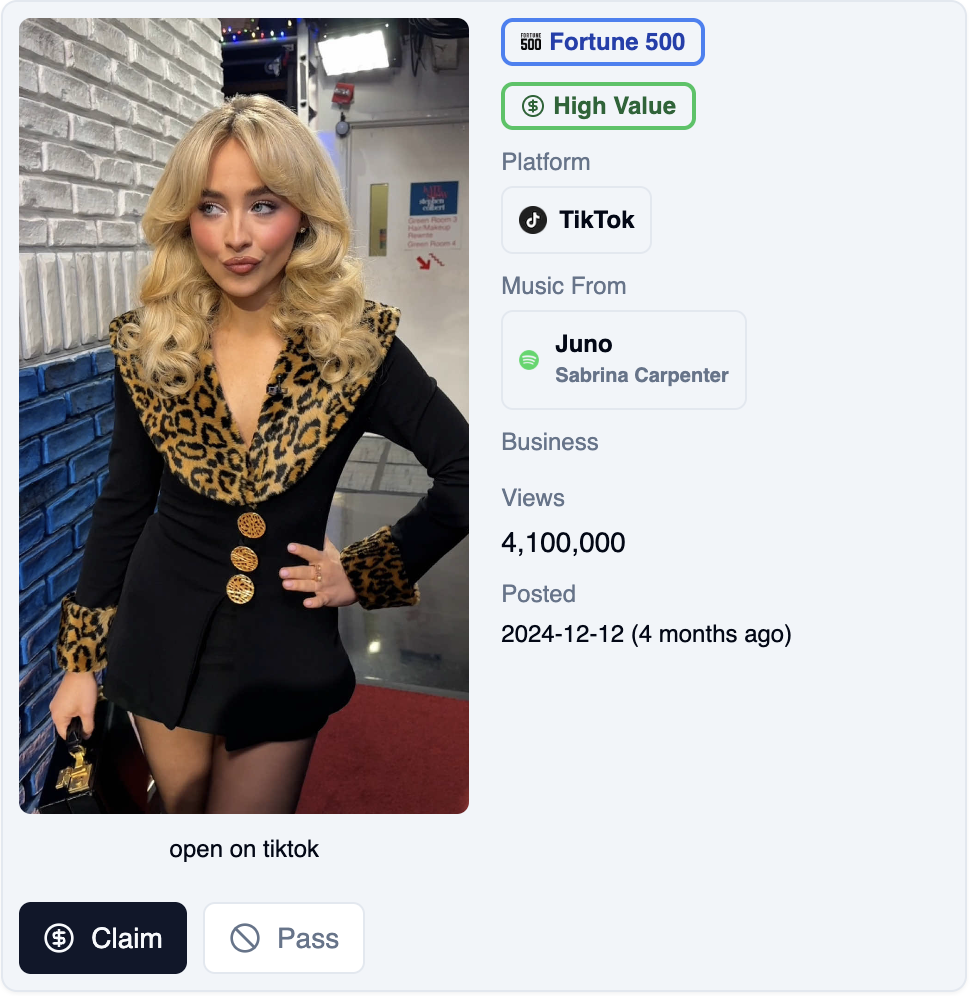 FORTUNE
500
Fortune 500
High Value
Platform
TikTok
Music From
Juno
Sabrina Carpenter
Business
Views
4,100,000
Posted
2024-12-12 (4 months ago)
stephen
colbert
Green Room 3
Hair/Makeup
Green Room 4
open on tiktok
Claim
Pass